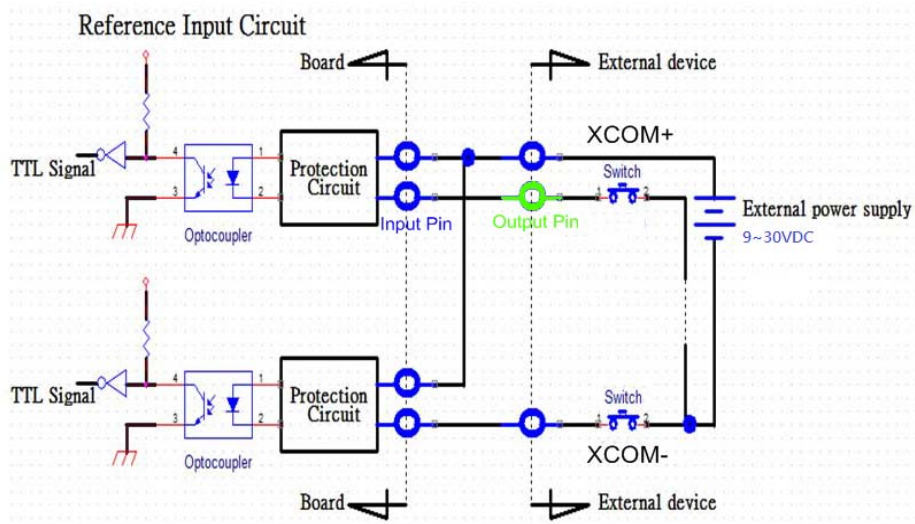 Reference Input Circuit
Board
External device
XCOM+
4
1
TTL Signal
Protection
Circuit
Switch
3
2
1
2
External power supply
Optocoupler
Input Pin
Output Pin
9~30VDC
4
1
TTL Signal
Protection
Circuit
Switch
3
2
1
2
Optocoupler
XCOM-
Board
External device